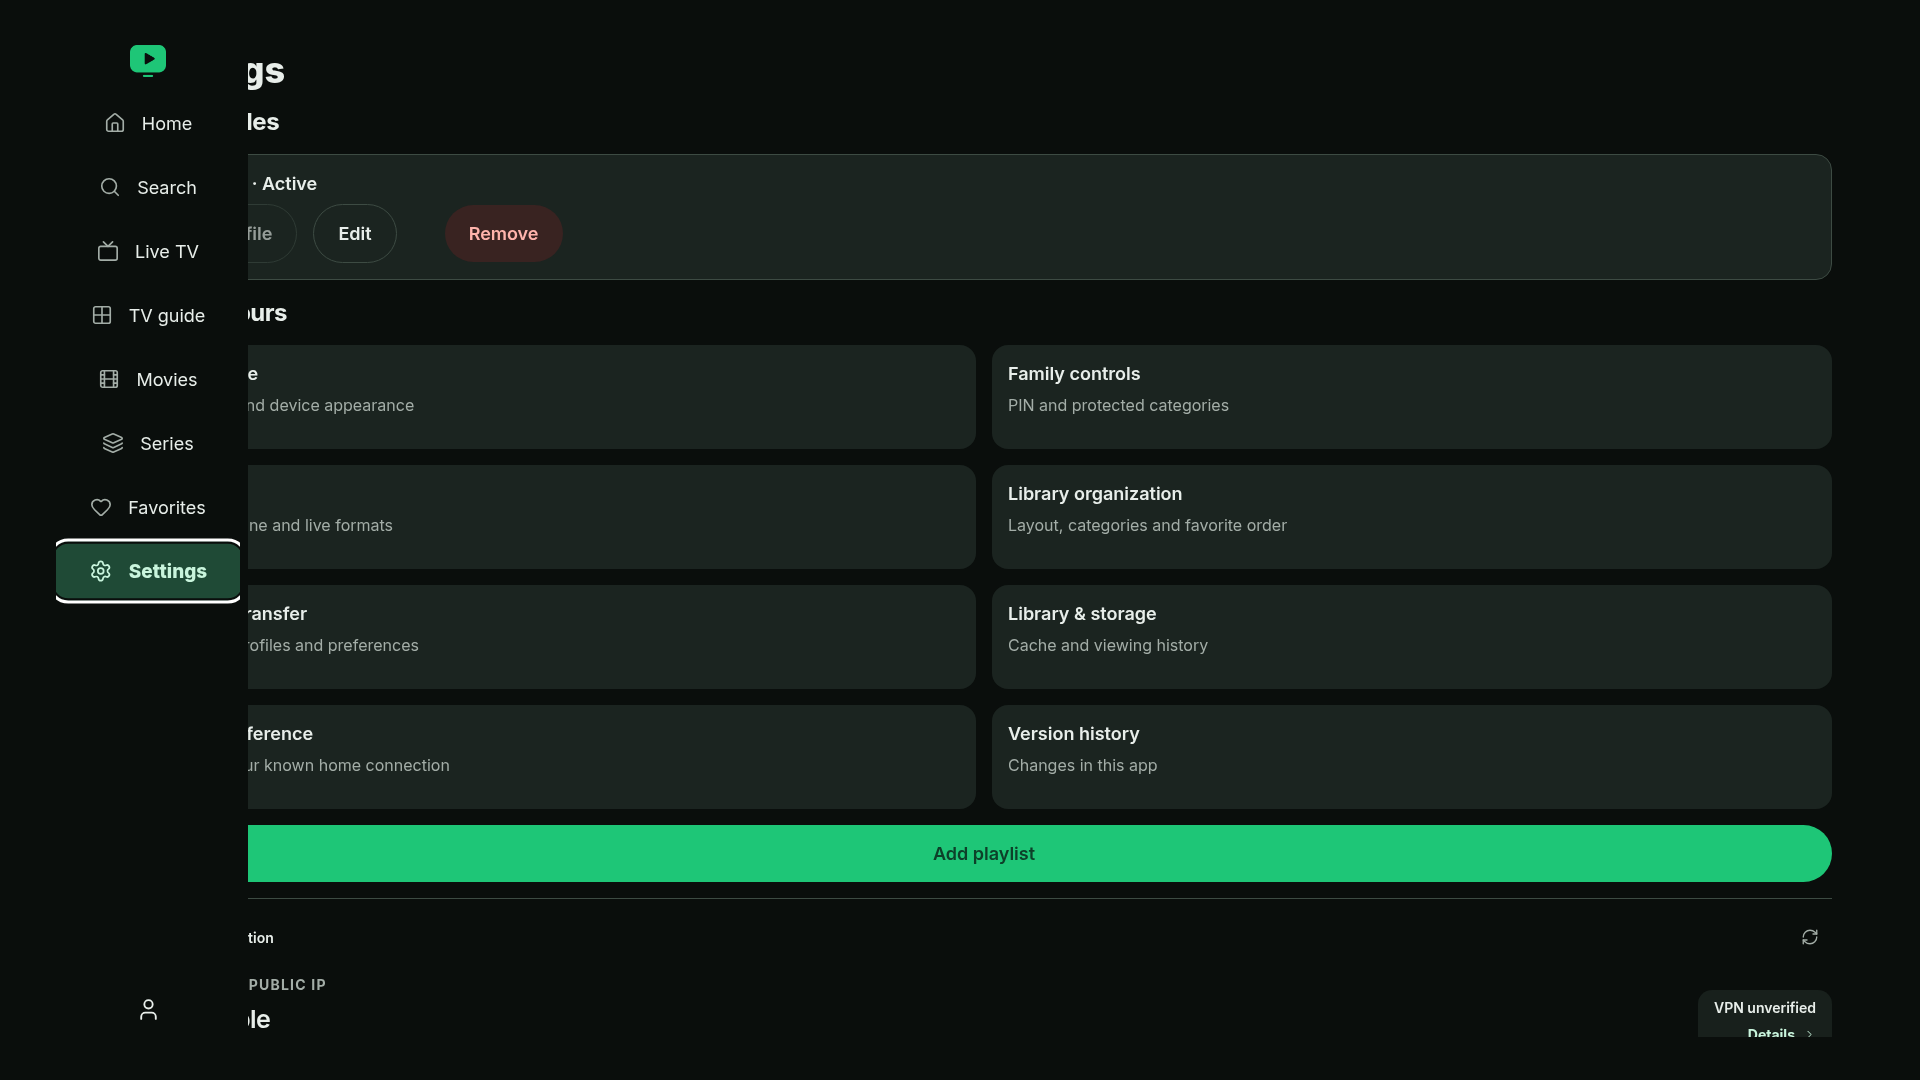 Home
Search
Live TV
TV guide
Movies
Series
Favorites
Settings
gs
les
· Active
file
Edit
Remove
ours
e
nd device appearance
Family controls
PIN and protected categories
ne and live formats
Library organization
Layout, categories and favorite order
ransfer
rofiles and preferences
Library & storage
Cache and viewing history
ference
ur known home connection
Version history
Changes in this app
Add playlist
tion
PUBLIC IP
ble
VPN unverified
Details